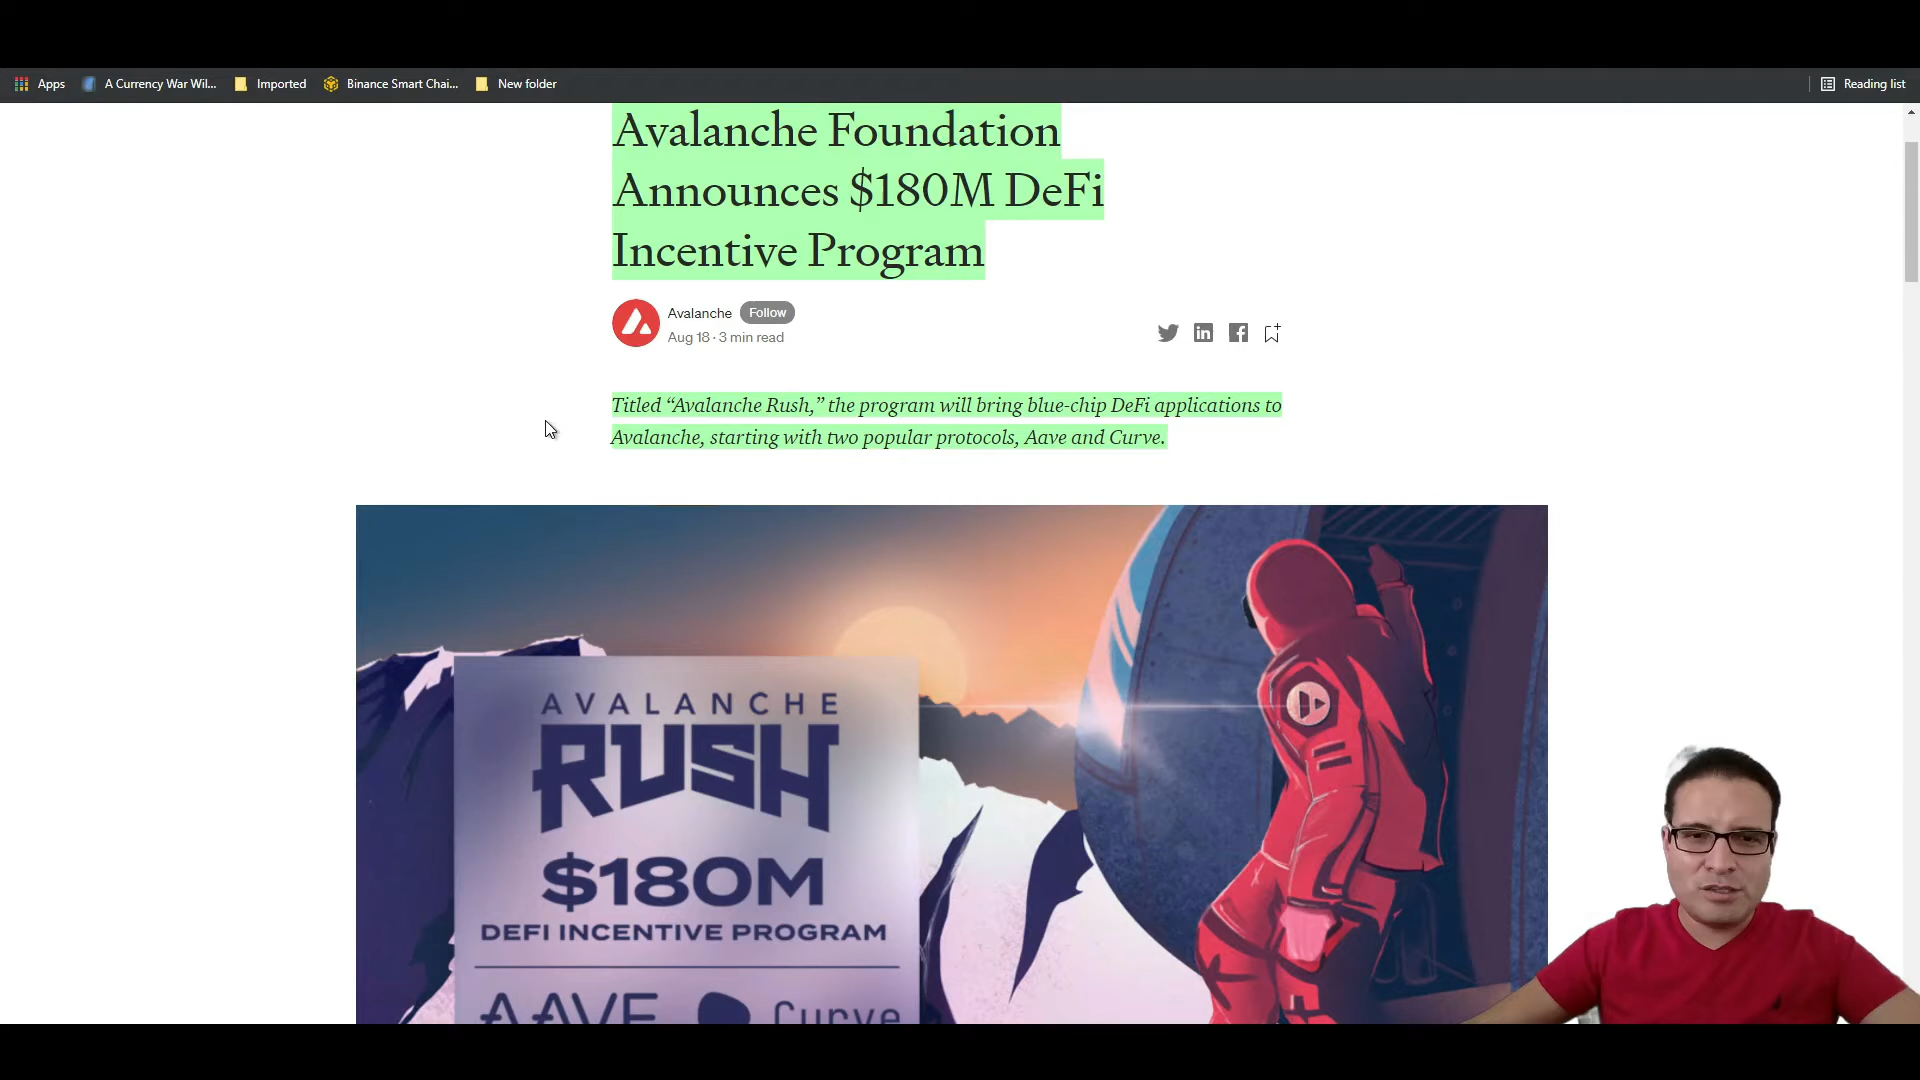 Apps A Currency War Wil... Imported Binance Smart Chai... New folder Reading list
Avalanche Foundation
Announces $180M DeFi
Incentive Program
Avalanche Follow
Aug 18 · 3 min read
Titled “Avalanche Rush,” the program will bring blue-chip DeFi applications to
Avalanche, starting with two popular protocols, Aave and Curve.
AVALANCHE
RUSH
$180M
DEFI INCENTIVE PROGRAM
AAVE Curve